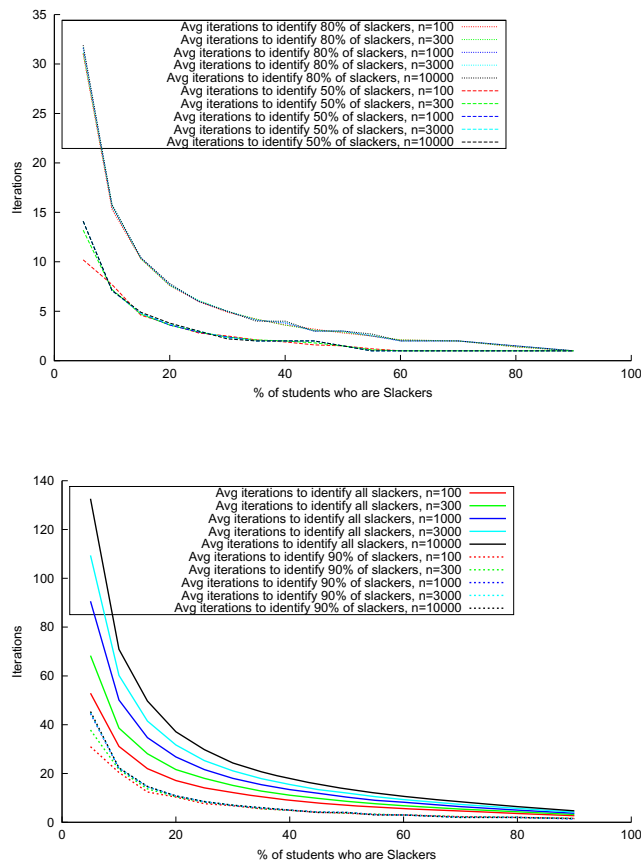 35
30
25
20
15
10
5
0
Iterations
Avg iterations to identify 80% of slackers, n=100
Avg iterations to identify 80% of slackers, n=300
Avg iterations to identify 80% of slackers, n=1000
Avg iterations to identify 80% of slackers, n=3000
Avg iterations to identify 80% of slackers, n=10000
Avg iterations to identify 50% of slackers, n=100
Avg iterations to identify 50% of slackers, n=300
Avg iterations to identify 50% of slackers, n=1000
Avg iterations to identify 50% of slackers, n=3000
Avg iterations to identify 50% of slackers, n=10000
0 20 40 60 80 100
% of students who are Slackers
140
120
100
80
60
40
20
0
Iterations
Avg iterations to identify all slackers, n=100
Avg iterations to identify all slackers, n=300
Avg iterations to identify all slackers, n=1000
Avg iterations to identify all slackers, n=3000
Avg iterations to identify all slackers, n=10000
Avg iterations to identify 90% of slackers, n=100
Avg iterations to identify 90% of slackers, n=300
Avg iterations to identify 90% of slackers, n=1000
Avg iterations to identify 90% of slackers, n=3000
Avg iterations to identify 90% of slackers, n=10000
0 20 40 60 80 100
% of students who are Slackers